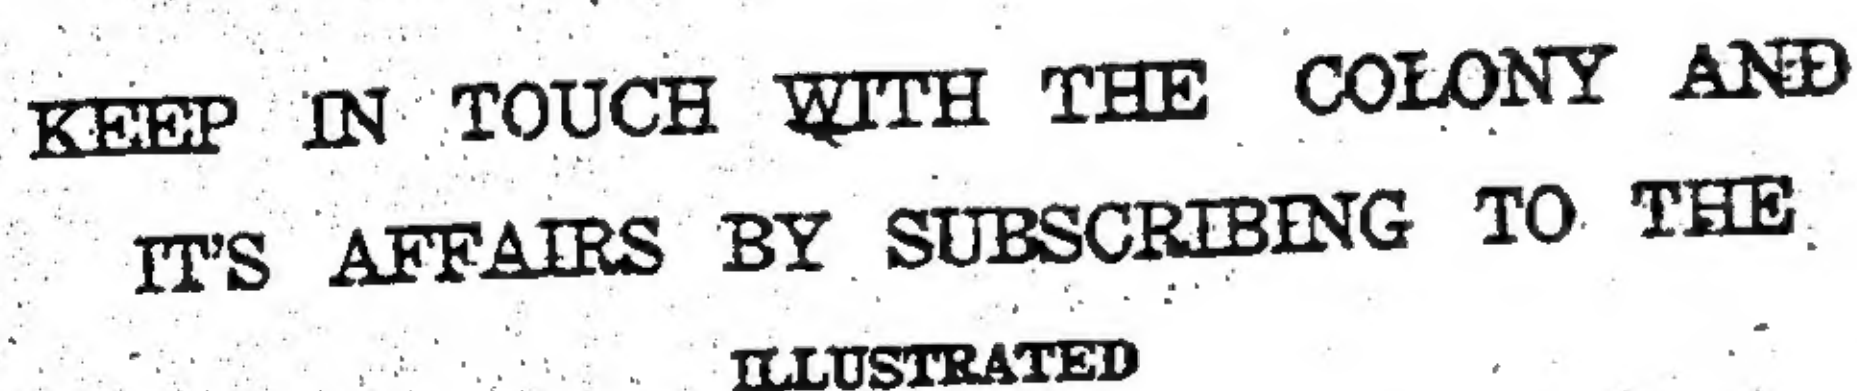 KEEP IN TOUCH WITH THE COLONY AND
IT'S AFFAIRS BY SUBSCRIBING TO THE
ILLUSTRATED